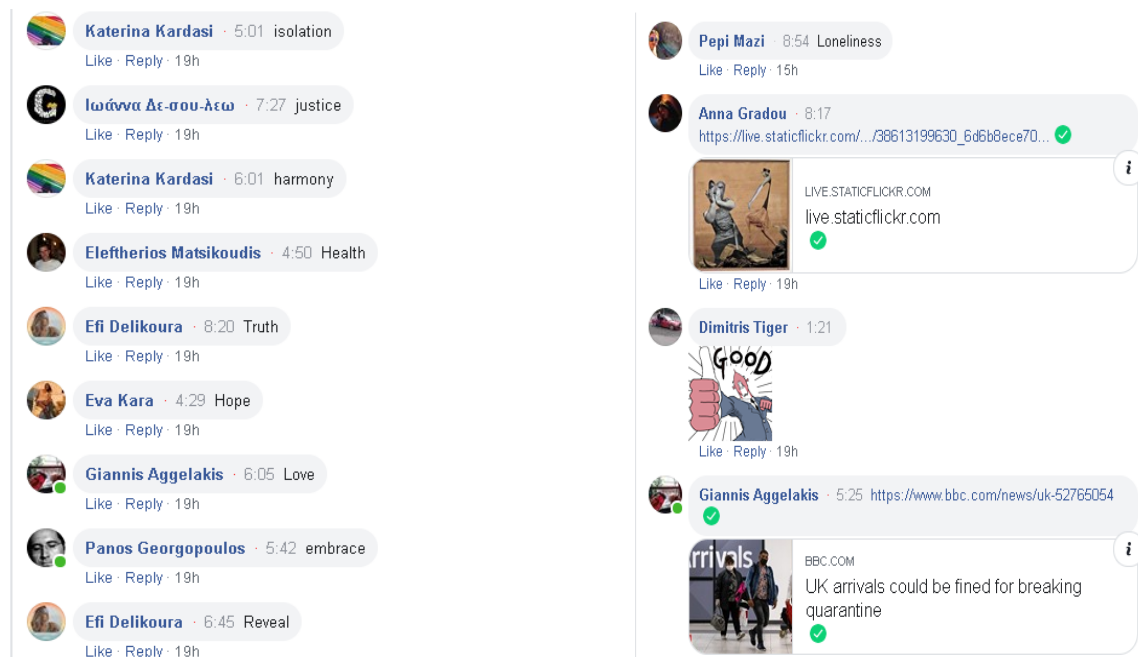 Katerina Kardasi · 5:01 isolation
Like · Reply · 19h
Ιωάννα Δε-σου-λεω · 7:27 justice
Like · Reply · 19h
Katerina Kardasi · 6:01 harmony
Like · Reply · 19h
Eleftherios Matsikoudis · 4:50 Health
Like · Reply · 19h
Efi Delikoura · 8:20 Truth
Like · Reply · 19h
Eva Kara · 4:29 Hope
Like · Reply · 19h
Giannis Aggelakis · 6:05 Love
Like · Reply · 19h
Panos Georgopoulos · 5:42 embrace
Like · Reply · 19h
Efi Delikoura · 6:45 Reveal
Like · Reply · 19h
Pepi Mazi · 8:54 Loneliness
Like · Reply · 15h
Anna Gradou · 8:17
https://live.staticflickr.com/.../38613199630_6d6b8ece70...
i
LIVE.STATICFLICKR.COM
live.staticflickr.com
Like · Reply · 19h
Dimitris Tiger · 1:21
GOOD
Like · Reply · 19h
Giannis Aggelakis · 5:25 https://www.bbc.com/news/uk-52765054
i
rrivals
BBC.COM
UK arrivals could be fined for breaking
quarantine